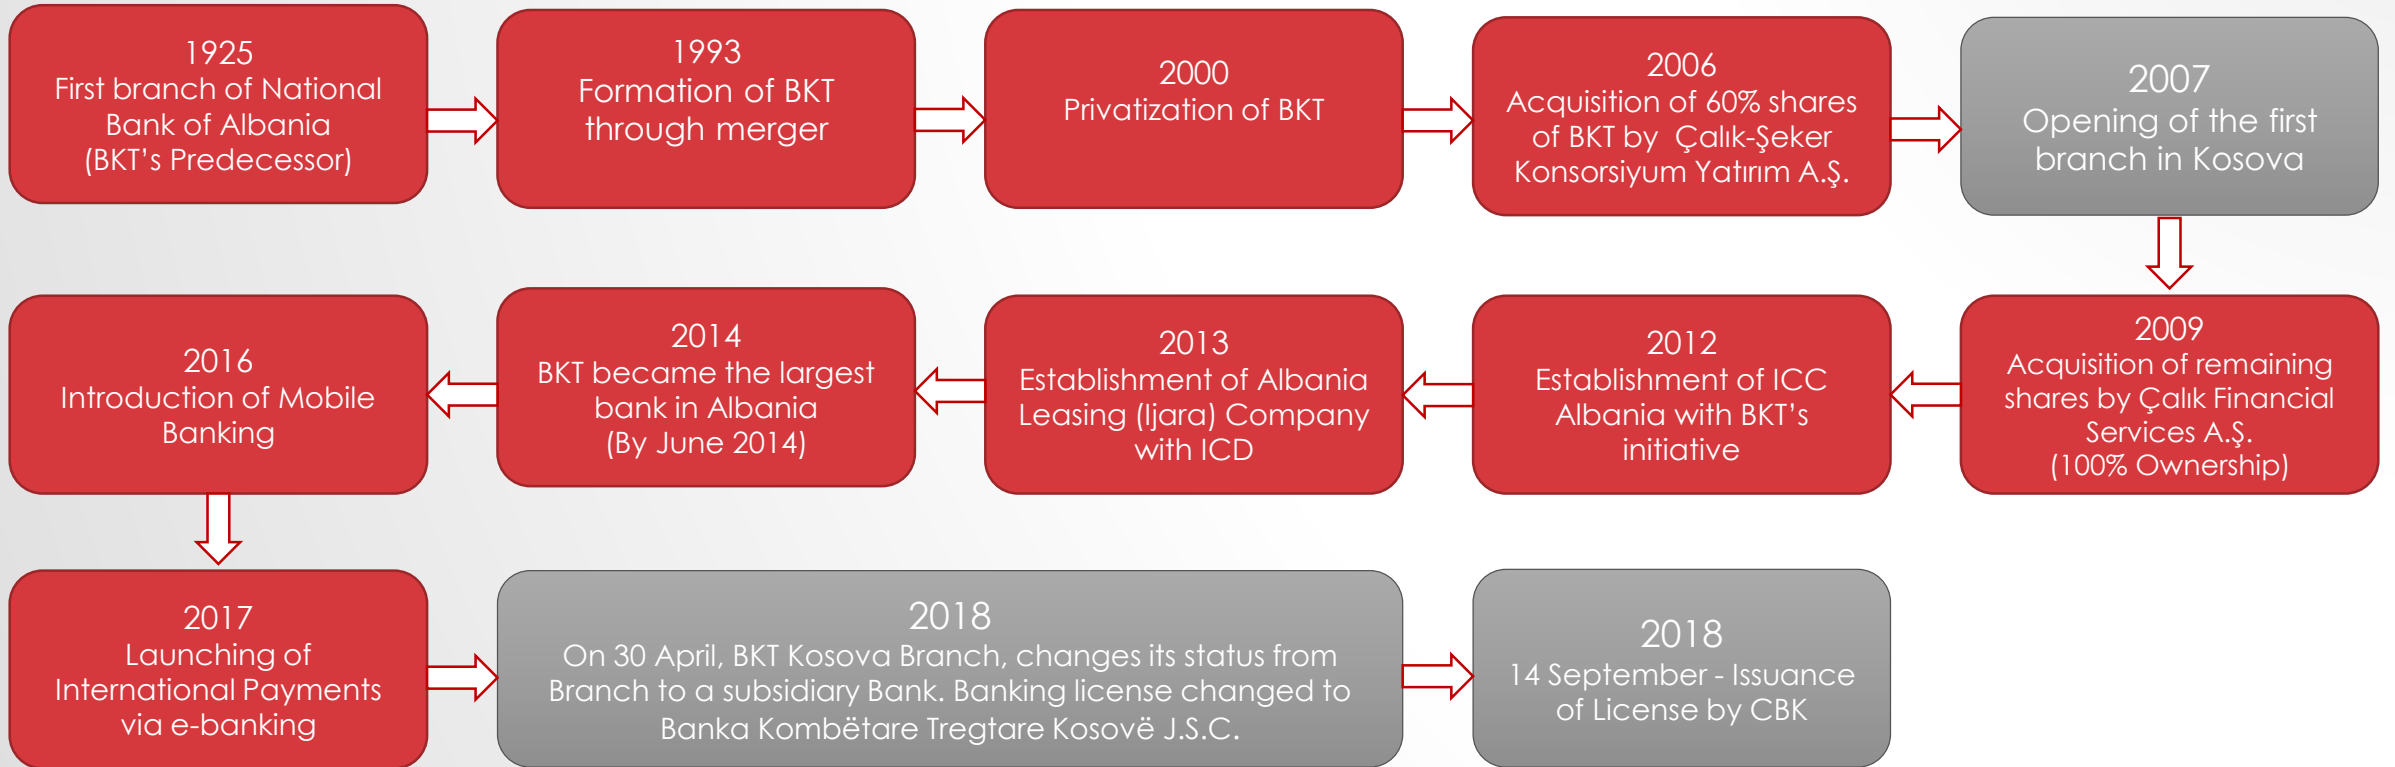 1925
First branch of National
Bank of Albania
(BKT's Predecessor)
1993
Formation of BKT
through merger
2000
Privatization of BKT
2006
Acquisition of 60% shares
of BKT by Çalık-Şeker
Konsorsiyum Yatırım A.Ş.
2007
Opening of the first
branch in Kosova
2009
Acquisition of remaining
shares by Çalık Financial
Services A.Ş.
(100% Ownership)
2012
Establishment of ICC
Albania with BKT's
initiative
2013
Establishment of Albania
Leasing (Ijara) Company
with ICD
2014
BKT became the largest
bank in Albania
(By June 2014)
2016
Introduction of Mobile
Banking
2017
Launching of
International Payments
via e-banking
2018
On 30 April, BKT Kosova Branch, changes its status from
Branch to a subsidiary Bank. Banking license changed to
Banka Kombëtare Tregtare Kosovë J.S.C.
2018
14 September - Issuance
of License by CBK